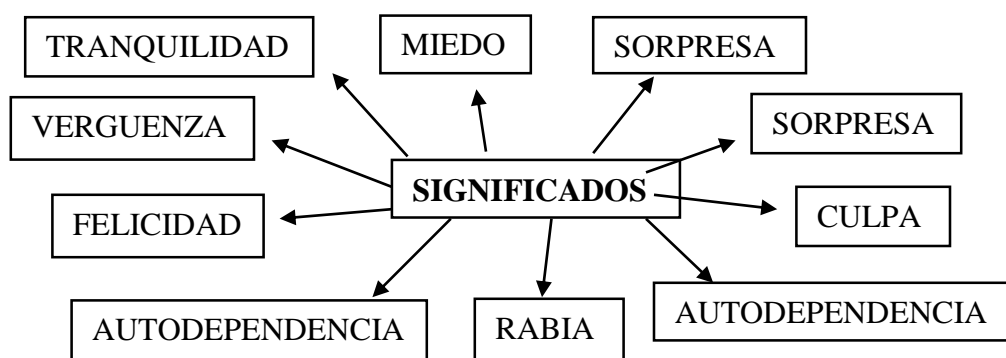 TRANQUILIDAD
MIEDO
SORPRESA
VERGUENZA
SORPRESA
SIGNIFICADOS
FELICIDAD
CULPA
AUTODEPENDENCIA
RABIA
AUTODEPENDENCIA